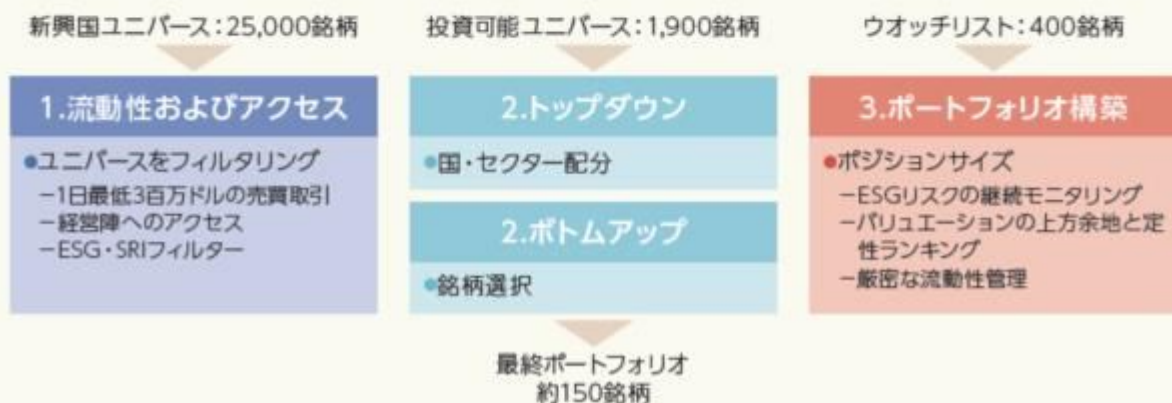 新興国ユニバース：25,000銘柄
1.流動性およびアクセス
●ユニバースをフィルタリング
－1日最低3百万ドルの売買取引
－経営陣へのアクセス
－ESG・SRIフィルター
投資可能ユニバース：1,900銘柄
2.トップダウン
●国・セクター配分
2.ボトムアップ
●銘柄選択
ウオッチリスト：400銘柄
3.ポートフォリオ構築
●ポジションサイズ
－ESGリスクの継続モニタリング
－バリュエーションの上方余地と定
性ランキング
－厳密な流動性管理
最終ポートフォリオ
約150銘柄